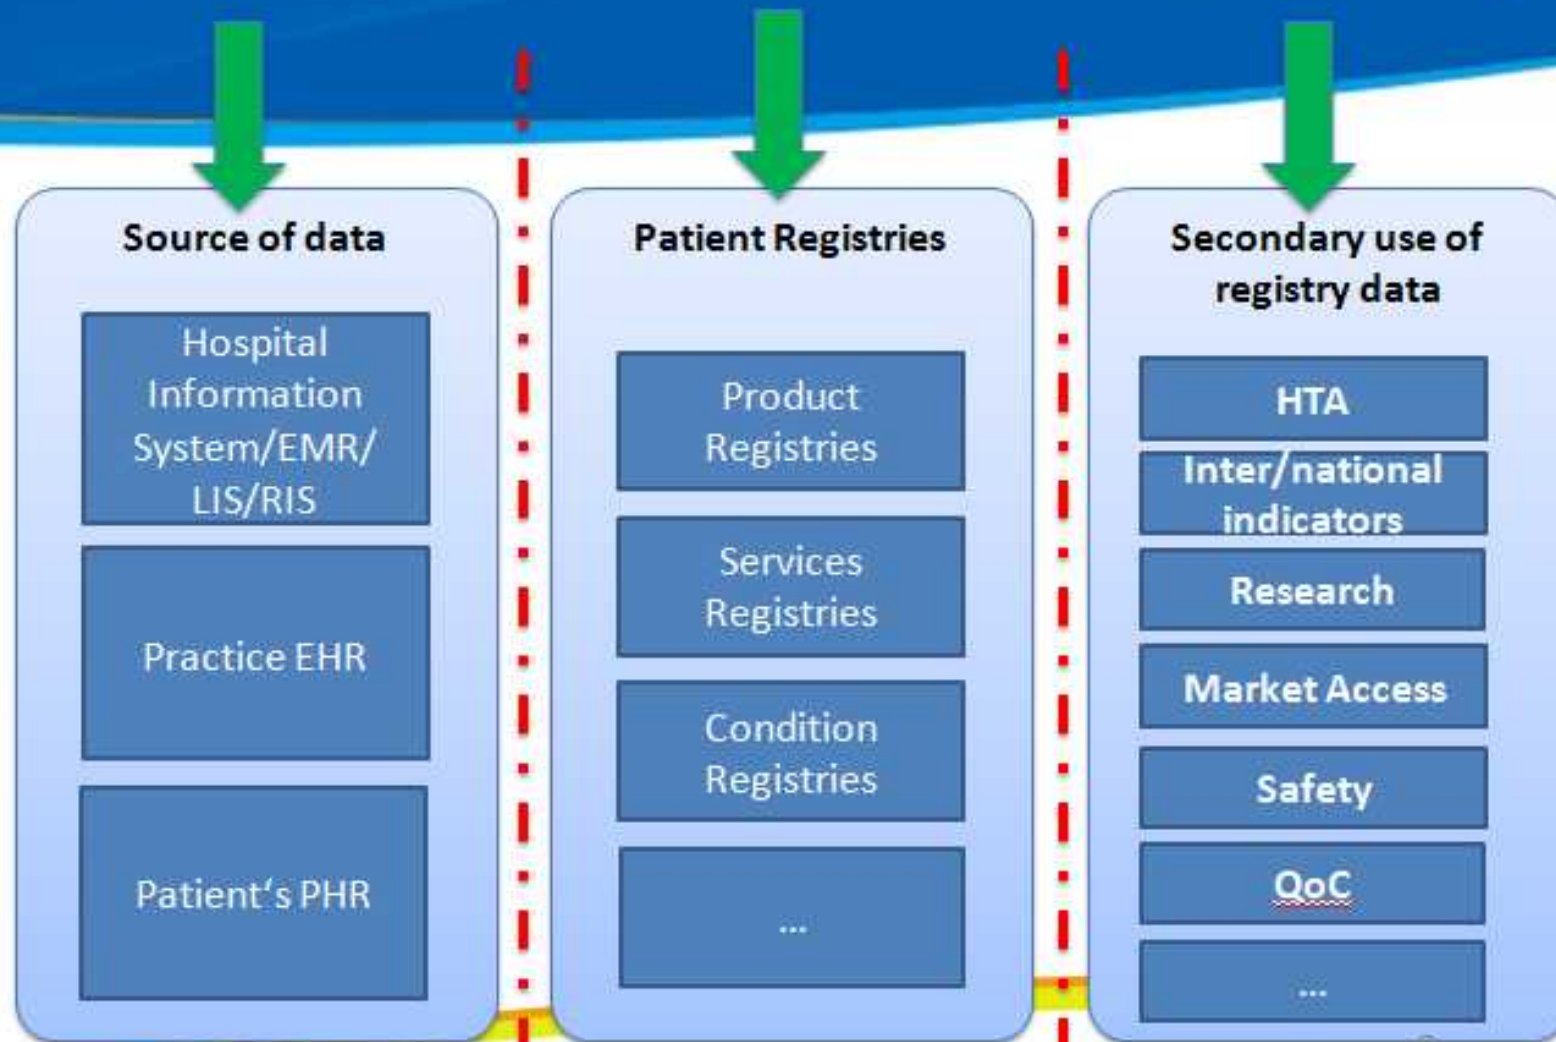 Source of data
Hospital
Information
System/EMR/
LIS/RIS
Practice EHR
Patient‘s PHR
Patient Registries
Product
Registries
Services
Registries
Condition
Registries
...
Secondary use of
registry data
HTA
Inter/national
indicators
Research
Market Access
Safety
QoC
...